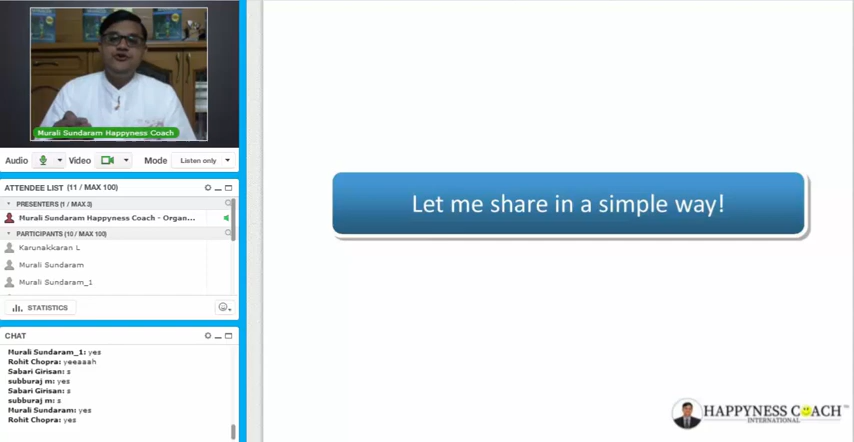 Murali Sundaram Happyness Coach
Audio Video Mode Listen only
ATTENDEE LIST (11 / MAX 100)
PRESENTERS (1 / MAX 3)
Murali Sundaram Happyness Coach - Organ...
PARTICIPANTS (10 / MAX 100)
Karunakkaran L
Murali Sundaram
Murali Sundaram_1
STATISTICS
CHAT
Murali Sundaram_1: yes
Rohit Chopra: yeeaaah
Sabari Girisan: s
subburaj m: yes
Sabari Girisan: s
subburaj m: s
Murali Sundaram: yes
Rohit Chopra: yes
Let me share in a simple way!
HAPPYNESS COACH
INTERNATIONAL